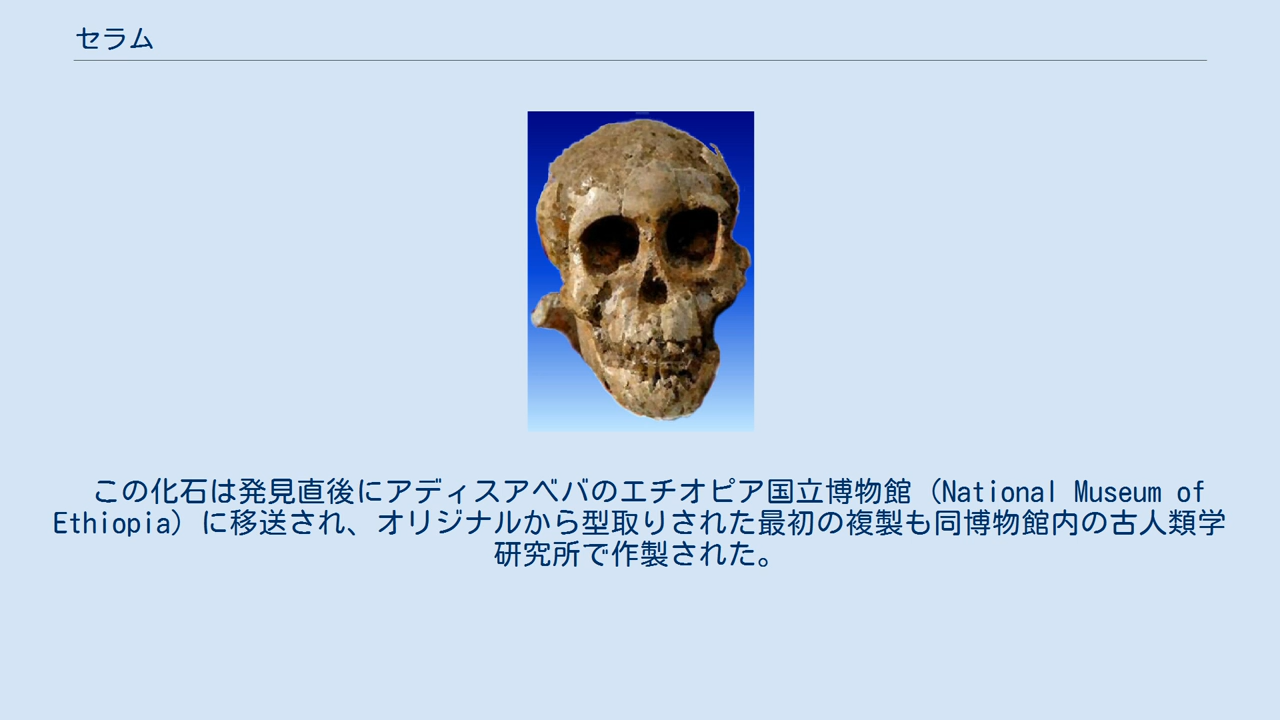 セラム
この化石は発見直後にアディスアベバのエチオピア国立博物館（National Museum of
Ethiopia）に移送され、オリジナルから型取りされた最初の複製も同博物館内の古人類学
研究所で作製された。